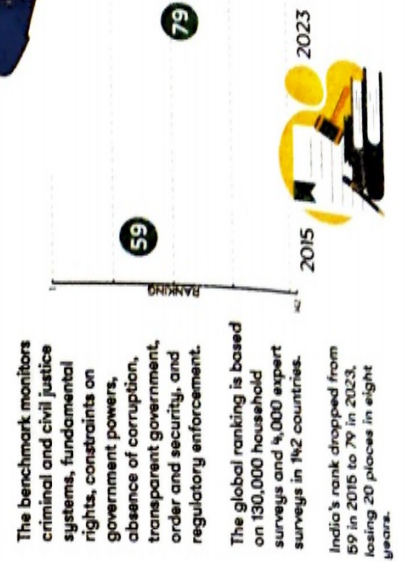 The benchmark monitors
criminal and civil justice
systems, fundamental
rights, constraints on
government powers,
absence of corruption,
transparent government,
order and security, and
regulatory enforcement.
The global ranking is based
on 130,000 household
surveys and 4,000 expert
surveys in 142 countries.
India's rank dropped from
59 in 2015 to 79 in 2023,
losing 20 places in eight
years.
RANKING
1
142
59
79
2015
2023